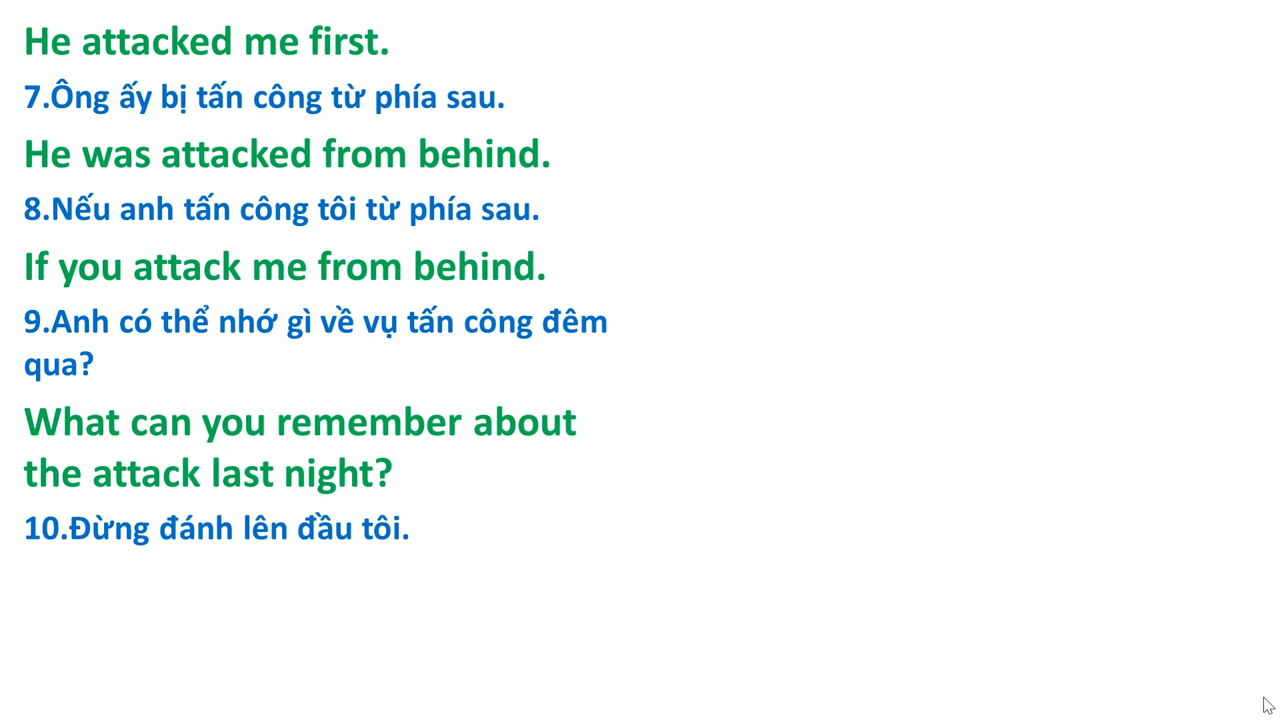 He attacked me first.
7.Ông ấy bị tấn công từ phía sau.
He was attacked from behind.
8.Nếu anh tấn công tôi từ phía sau.
If you attack me from behind.
9.Anh có thể nhớ gì về vụ tấn công đêm
qua?
What can you remember about
the attack last night?
10.Đừng đánh lên đầu tôi.